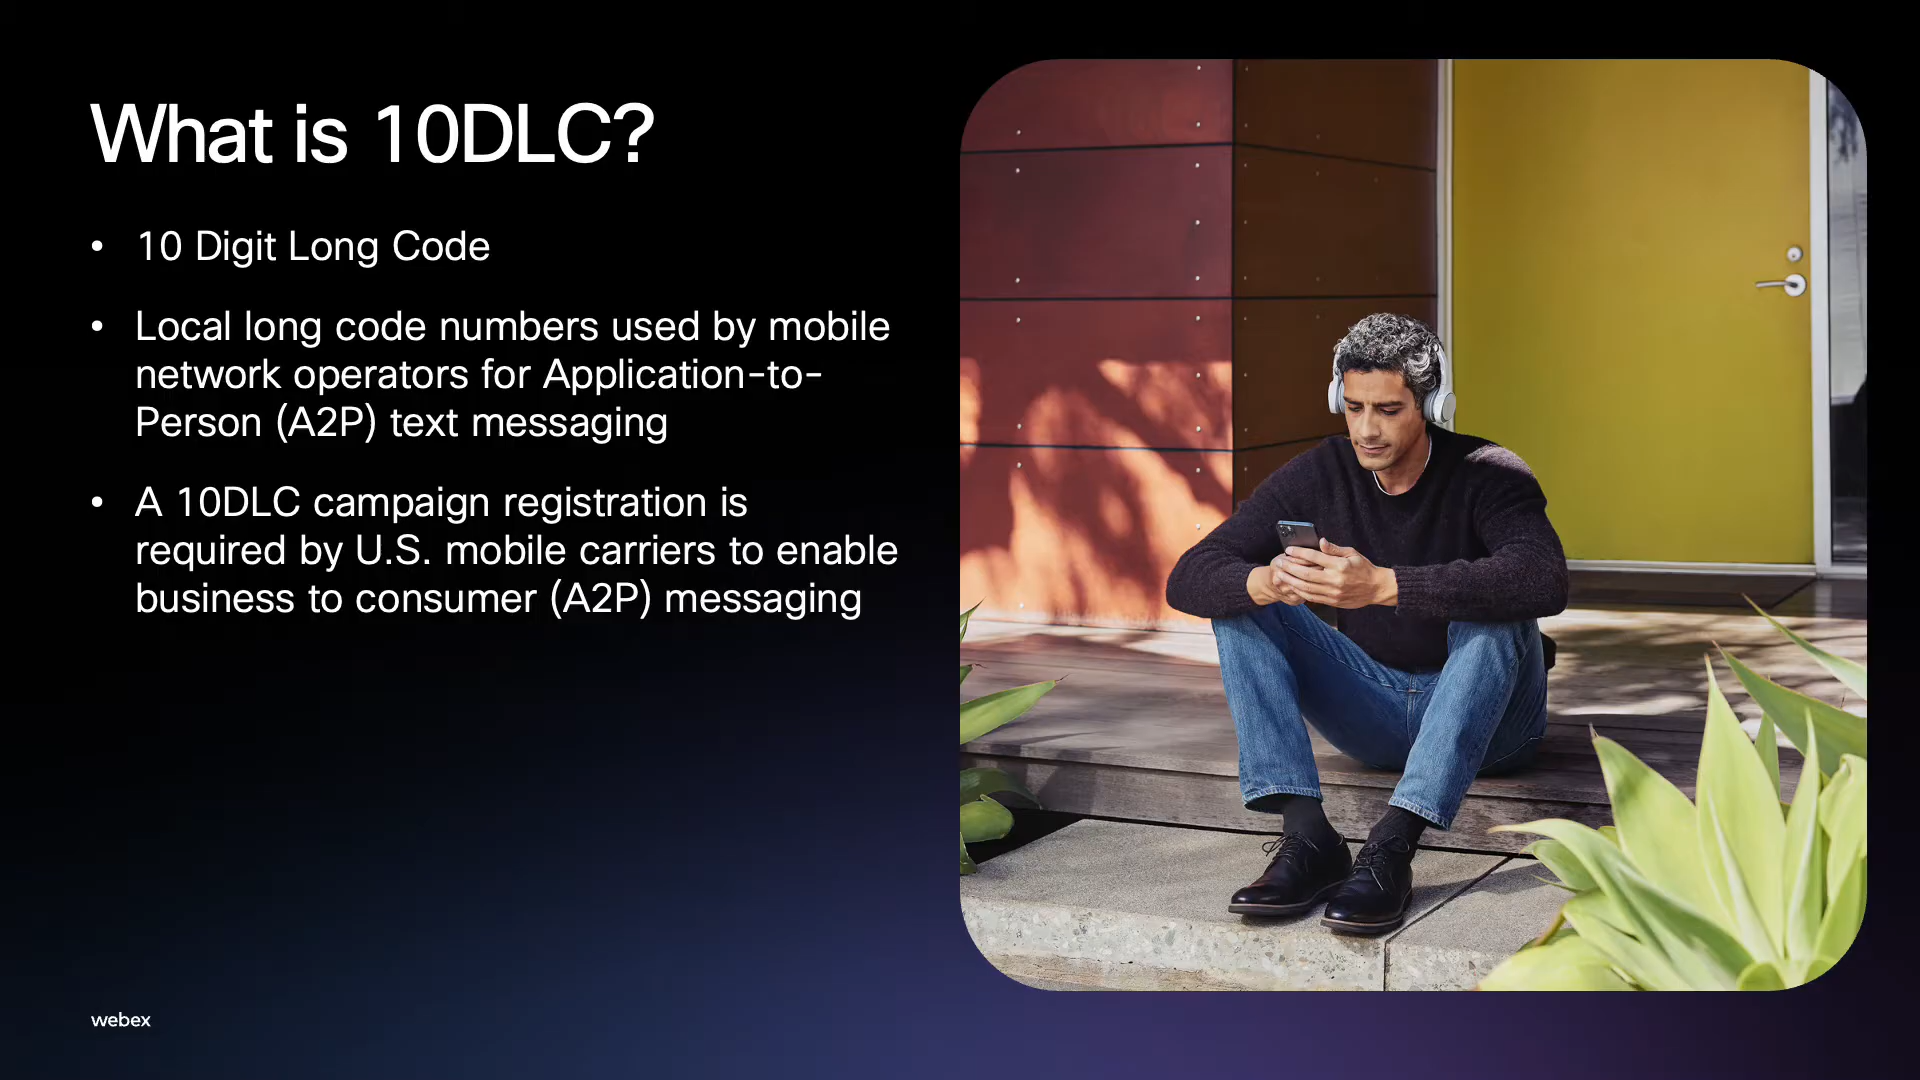 What is 10DLC?
• 10 Digit Long Code
• Local long code numbers used by mobile
network operators for Application-to-
Person (A2P) text messaging
• A 10DLC campaign registration is
required by U.S. mobile carriers to enable
business to consumer (A2P) messaging
webex